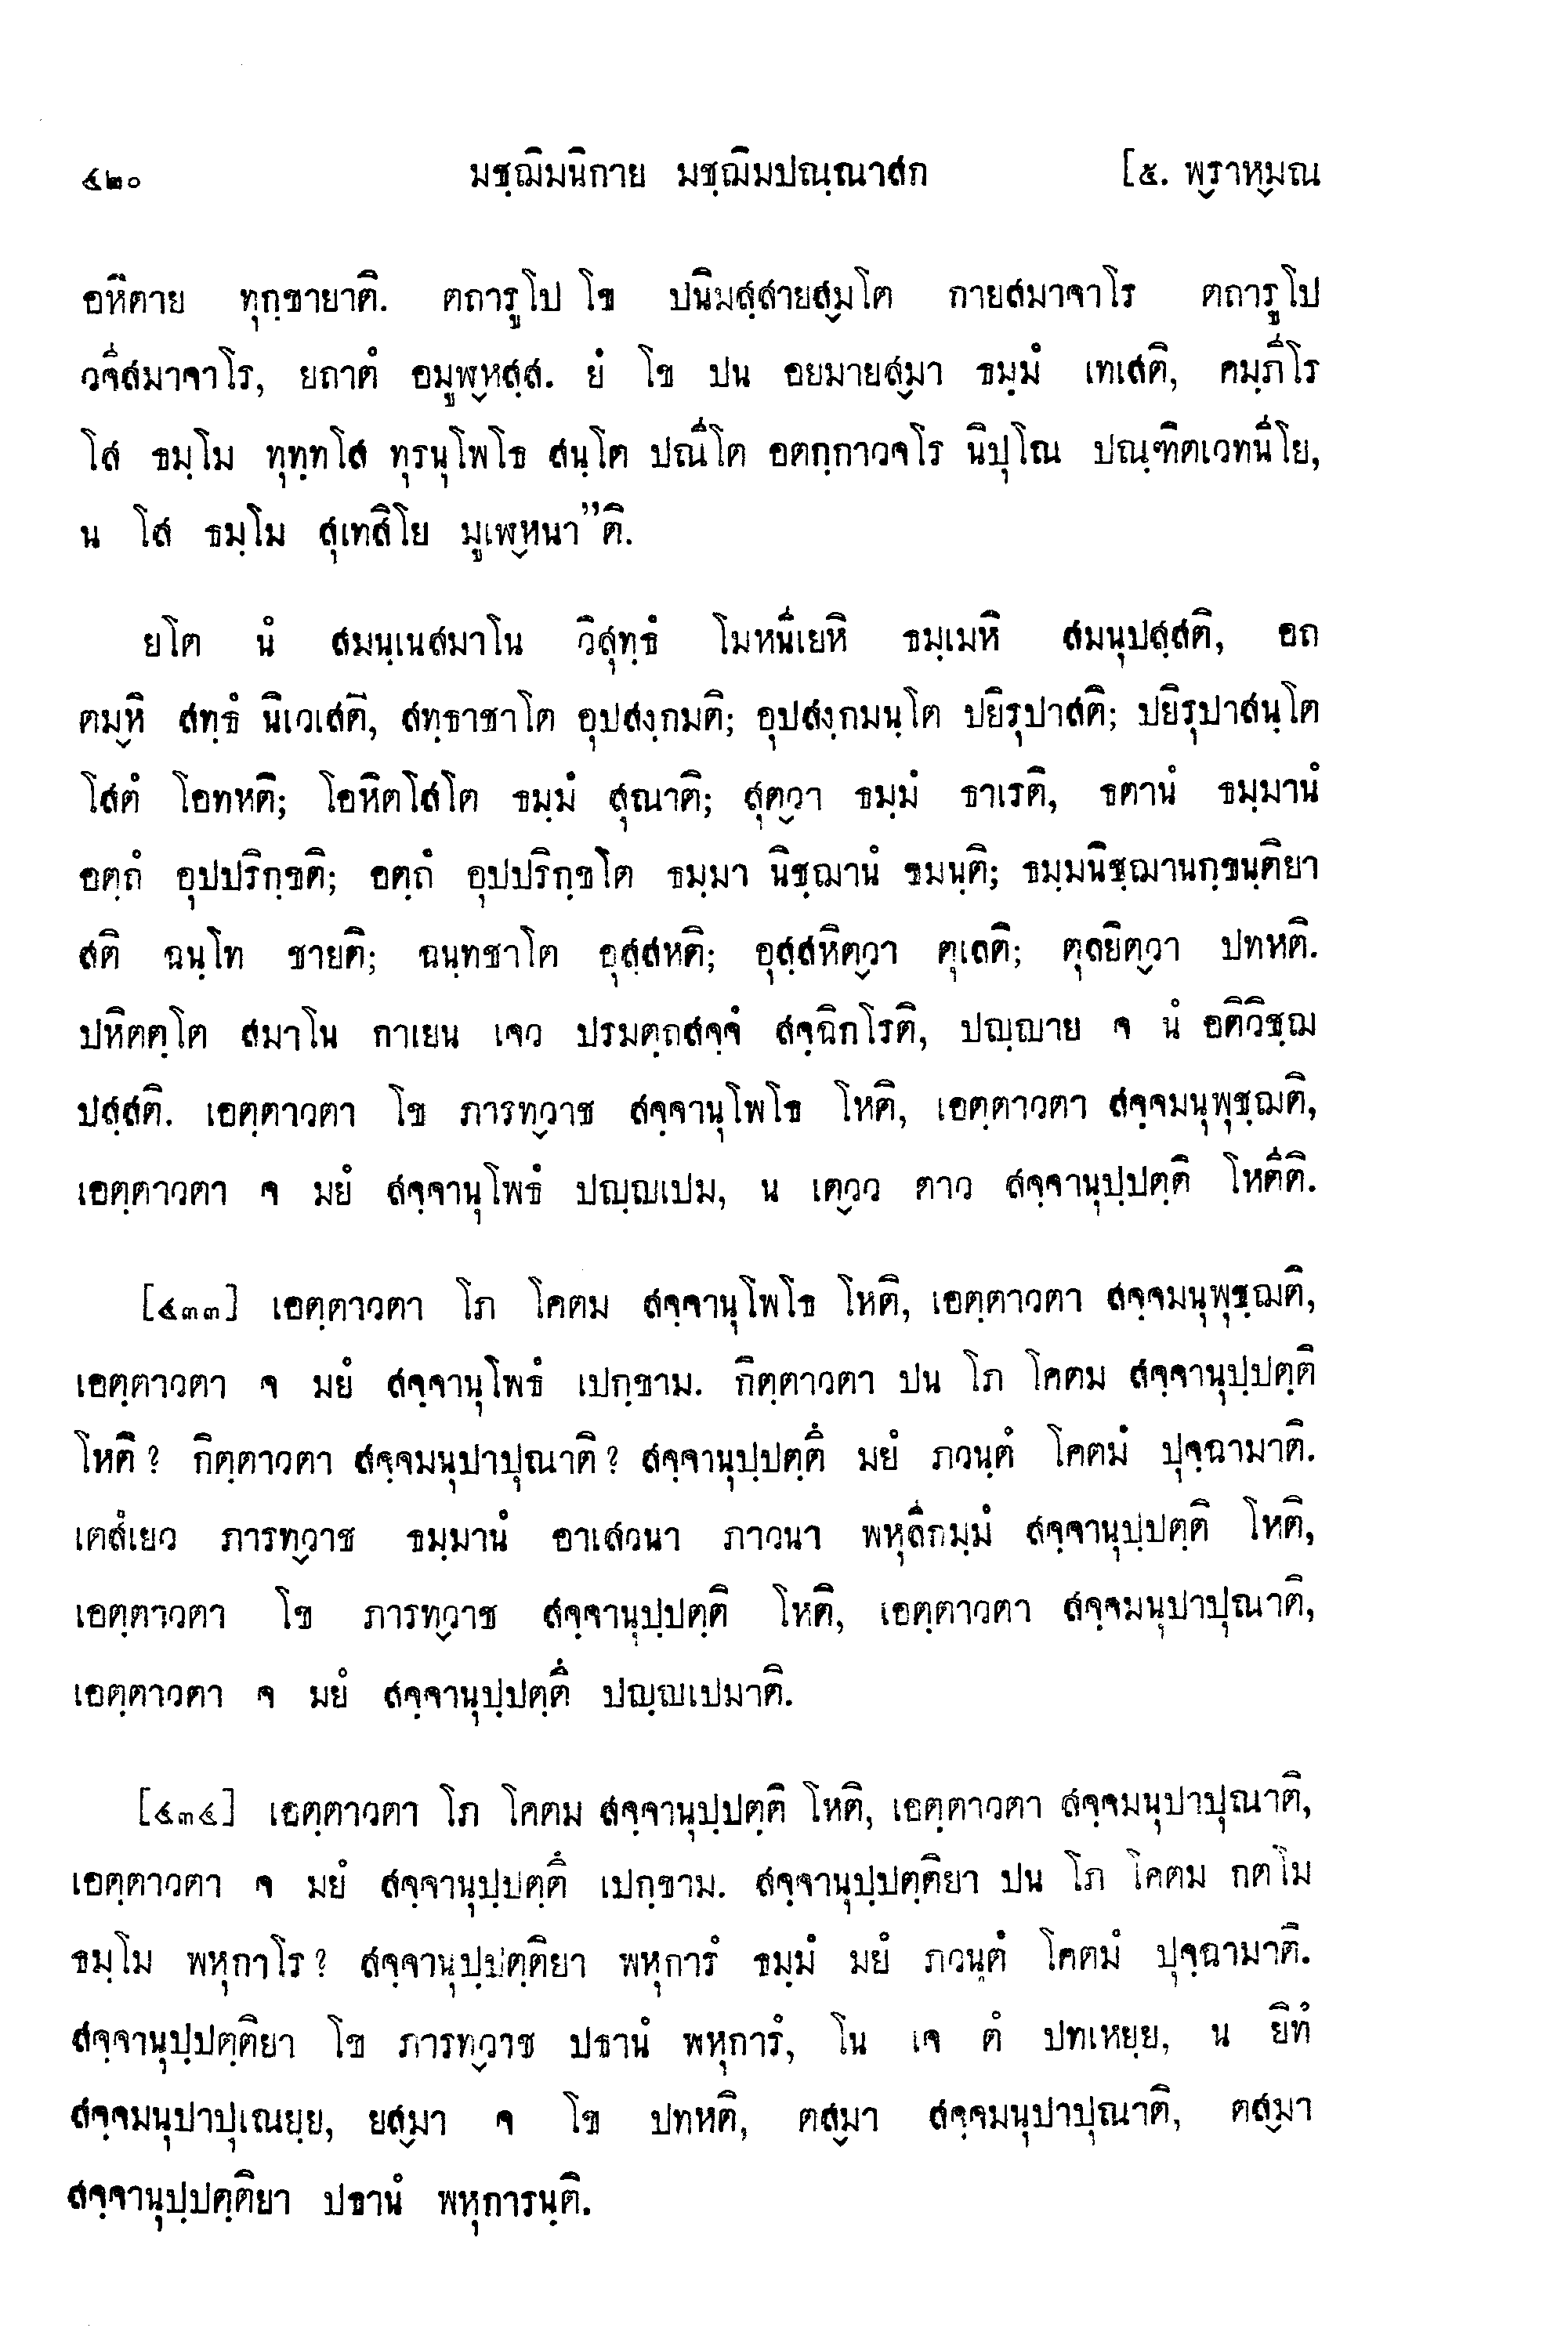 ๔๒๐ มชฺฌิมนิกาย มชฺฌิมปณฺณาสก [๕. พฺราหฺมณ
อหิตาย ทุกฺขายาติ. ตถารูโป โข ปนิมสฺสายสฺมโต กายสมาจาโร ตถารูโป
วจีสมาจาโร, ยถาตํ อมูฬฺหสฺส. ยํ โข ปน อยมายสฺมา ธมฺมํ เทเสติ, คมฺภีโร
โส ธมฺโม ทุทฺทโส ทุรนุโพโธ สนฺโต ปณีโต อตกฺกาวจโร นิปุโณ ปณฺฑิตเวทนีโย,
น โส ธมฺโม สุเทสิโย มูเฬฺหนา”ติ.
ยโต นํ สมนฺเนสมาโน วิสุทฺธํ โมหนีเยหิ ธมฺเมหิ สมนุปสฺสติ, อถ
ตมฺหิ สทฺธํ นิเวเสติ, สทฺธาชาโต อุปสงฺกมติ; อุปสงฺกมนฺโต ปยิรุปาสติ; ปยิรุปาสนฺโต
โสตํ โอทหติ; โอหิตโสโต ธมฺมํ สุณาติ; สุตฺวา ธมฺมํ ธาเรติ, ธตานํ ธมฺมานํ
อตฺถํ อุปปริกฺขติ; อตฺถํ อุปปริกฺขโต ธมฺมา นิชฺฌานํ ขมนฺติ; ธมฺมนิชฺฌานกฺขนฺติยา
สติ ฉนฺโท ชายติ; ฉนฺทชาโต อุสฺสหติ; อุสฺสหิตฺวา ตุเลติ; ตุลยิตฺวา ปทหติ.
ปหิตตฺโต สมาโน กาเยน เจว ปรมตฺถสจฺจํ สจฺฉิกโรติ, ปญฺญาย จ นํ อติวิชฺฌ
ปสฺสติ. เอตฺตาวตา โข ภารทฺวาช สจฺจานุโพโธ โหติ, เอตฺตาวตา สจฺจมนุพุชฺฌติ,
เอตฺตาวตา จ มยํ สจฺจานุโพธํ ปญฺญเปม, น เตฺวว ตาว สจฺจานุปฺปตฺติ โหตีติ.
[๔๓๓] เอตฺตาวตา โภ โคตม สจฺจานุโพโธ โหติ, เอตฺตาวตา สจฺจมนุพุชฺฌติ,
เอตฺตาวตา จ มยํ สจฺจานุโพธํ เปกฺขาม. กิตฺตาวตา ปน โภ โคตม สจฺจานุปฺปตฺติ
โหติ? กิตฺตาวตา สจฺจมนุปาปุณาติ? สจฺจานุปฺปตฺตึ มยํ ภวนฺตํ โคตมํ ปุจฺฉามาติ.
เตสํเยว ภารทฺวาช ธมฺมานํ อาเสวนา ภาวนา พหุลีกมฺมํ สจฺจานุปฺปตฺติ โหติ,
เอตฺตาวตา โข ภารทฺวาช สจฺจานุปฺปตฺติ โหติ, เอตฺตาวตา สจฺจมนุปาปุณาติ,
เอตฺตาวตา จ มยํ สจฺจานุปฺปตฺตึ ปญฺญเปมาติ.
[๔๓๔] เอตฺตาวตา โภ โคตม สจฺจานุปฺปตฺติ โหติ, เอตฺตาวตา สจฺจมนุปาปุณาติ,
เอตฺตาวตา จ มยํ สจฺจานุปฺปตฺตึ เปกฺขาม. สจฺจานุปฺปตฺติยา ปน โภ โคตม กตโม
ธมฺโม พหุกาโร? สจฺจานุปฺปตฺติยา พหุการํ ธมฺมํ มยํ ภวนฺตํ โคตมํ ปุจฺฉามาติ.
สจฺจานุปฺปตฺติยา โข ภารทฺวาช ปธานํ พหุการํ, โน เจ ตํ ปทเหยฺย, น ยิทํ
สจฺจมนุปาปุเณยฺย, ยสฺมา จ โข ปทหติ, ตสฺมา สจฺจมนุปาปุณาติ, ตสฺมา
สจฺจานุปฺปตฺติยา ปธานํ พหุการนฺติ.